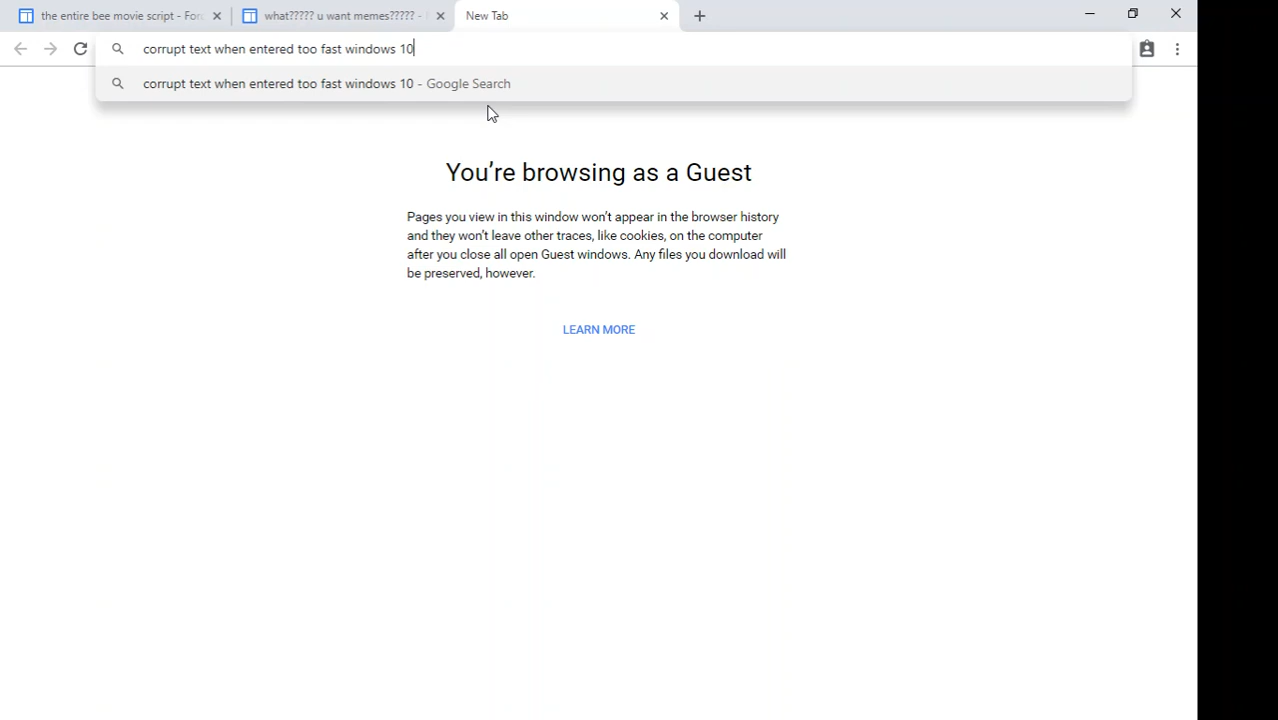 the entire bee movie script - Foru
what????? u want memes????? -
New Tab
corrupt text when entered too fast windows 10
corrupt text when entered too fast windows 10 - Google Search
You're browsing as a Guest
Pages you view in this window won't appear in the browser history
and they won't leave other traces, like cookies, on the computer
after you close all open Guest windows. Any files you download will
be preserved, however.
LEARN MORE